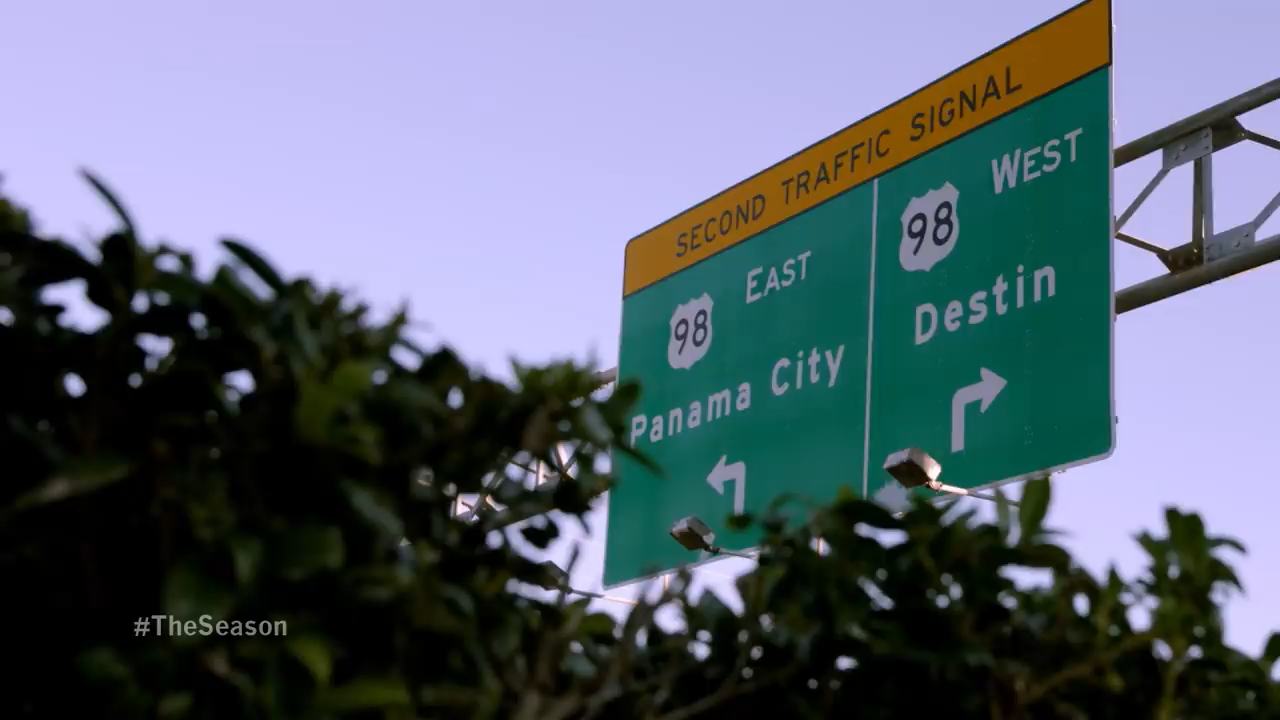 SECOND TRAFFIC SIGNAL
98 EAST
Panama City
98 WEST
Destin
#TheSeason